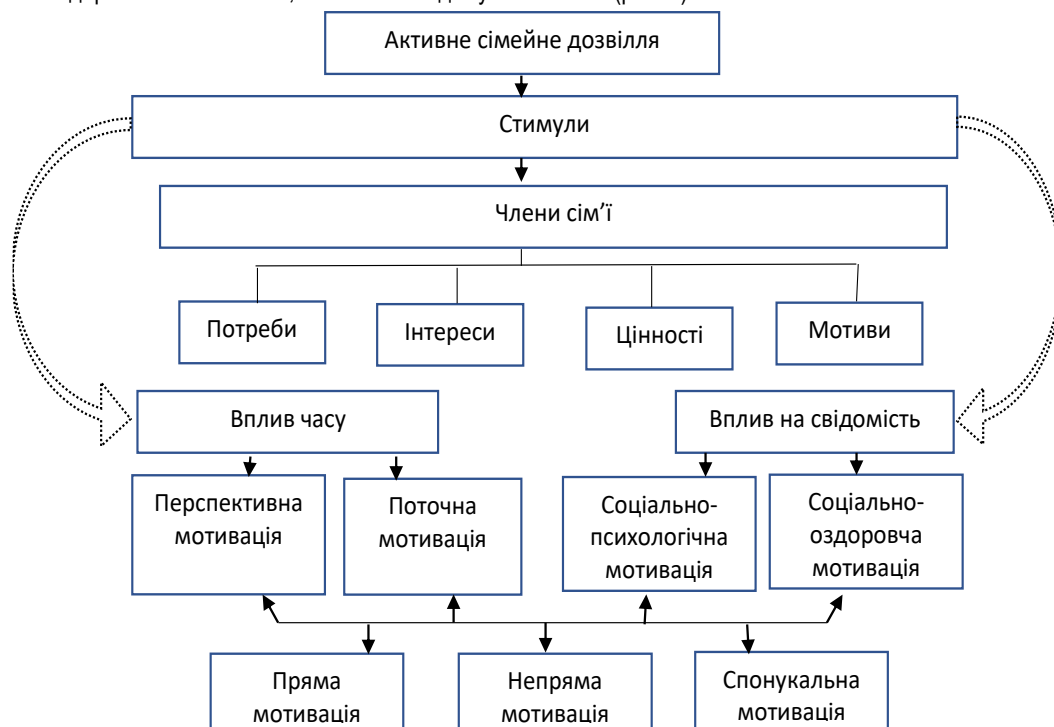 Активне сімейне дозвілля
Стимули
Члени сім’ї
Потреби
Інтереси
Цінності
Мотиви
Вплив часу
Вплив на свідомість
Перспективна
мотивація
Поточна
мотивація
Соціально-
психологічна
мотивація
Соціально-
оздоровча
мотивація
Пряма
мотивація
Непряма
мотивація
Спонукальна
мотивація